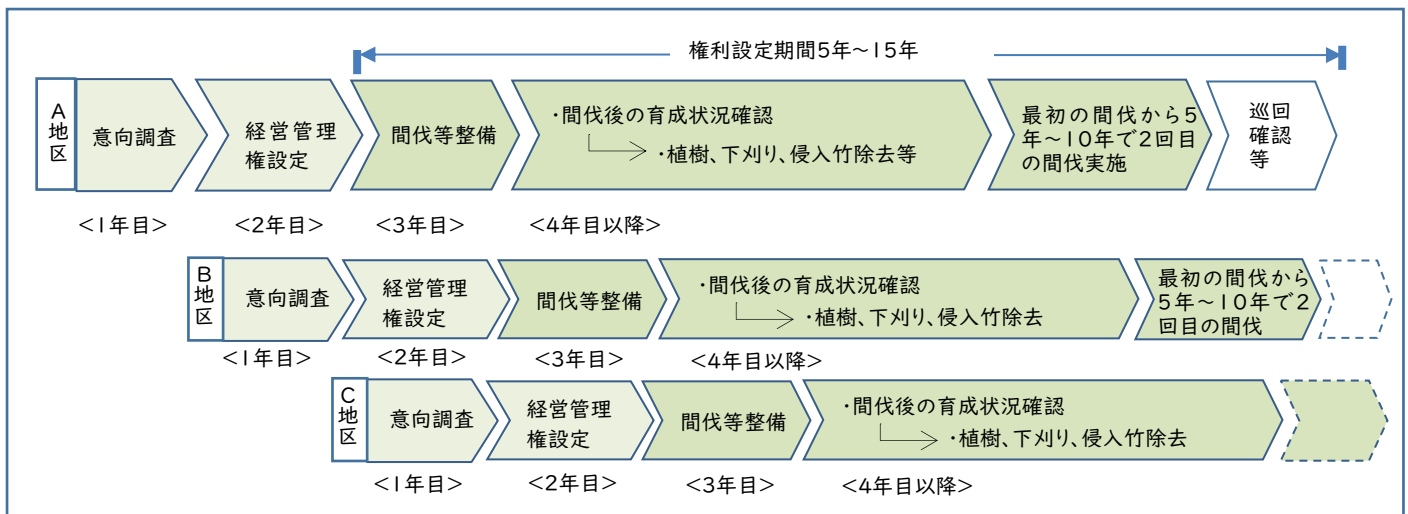 権利設定期間5年～15年
A地区
意向調査
経営管理
権設定
間伐等整備
・間伐後の育成状況確認
・植樹、下刈り、侵入竹除去等
最初の間伐から5
年～10年で2回目
の間伐実施
巡回
確認
等
<1年目>
<2年目>
<3年目>
<4年目以降>
B地区
意向調査
経営管理
権設定
間伐等整備
・間伐後の育成状況確認
・植樹、下刈り、侵入竹除去
最初の間伐から
5年～10年で2
回目の間伐
<1年目>
<2年目>
<3年目>
<4年目以降>
C地区
意向調査
経営管理
権設定
間伐等整備
・間伐後の育成状況確認
・植樹、下刈り、侵入竹除去
<1年目>
<2年目>
<3年目>
<4年目以降>